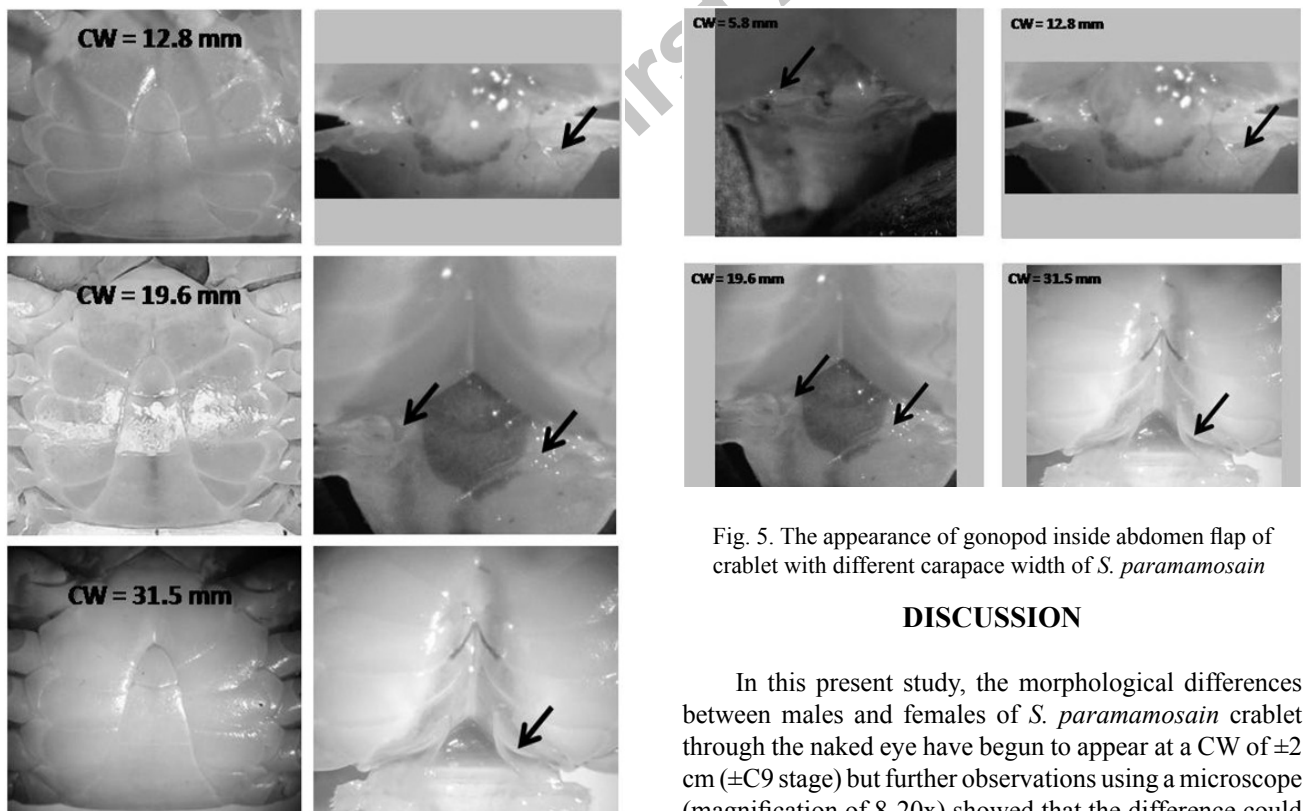 CW = 12.8 mm
CW = 19.6 mm
CW = 31.5 mm
CW = 5.8 mm
CW = 12.8 mm
CW = 19.6 mm
CW = 31.5 mm
Fig. 5. The appearance of gonopod inside abdomen flap of
crablet with different carapace width of S. paramamosain
DISCUSSION
In this present study, the morphological differences
between males and females of S. paramamosain crablet
through the naked eye have begun to appear at a CW of ±2
cm (±C9 stage) but further observations using a microscope
(magnification of 8-20x) showed that the difference could